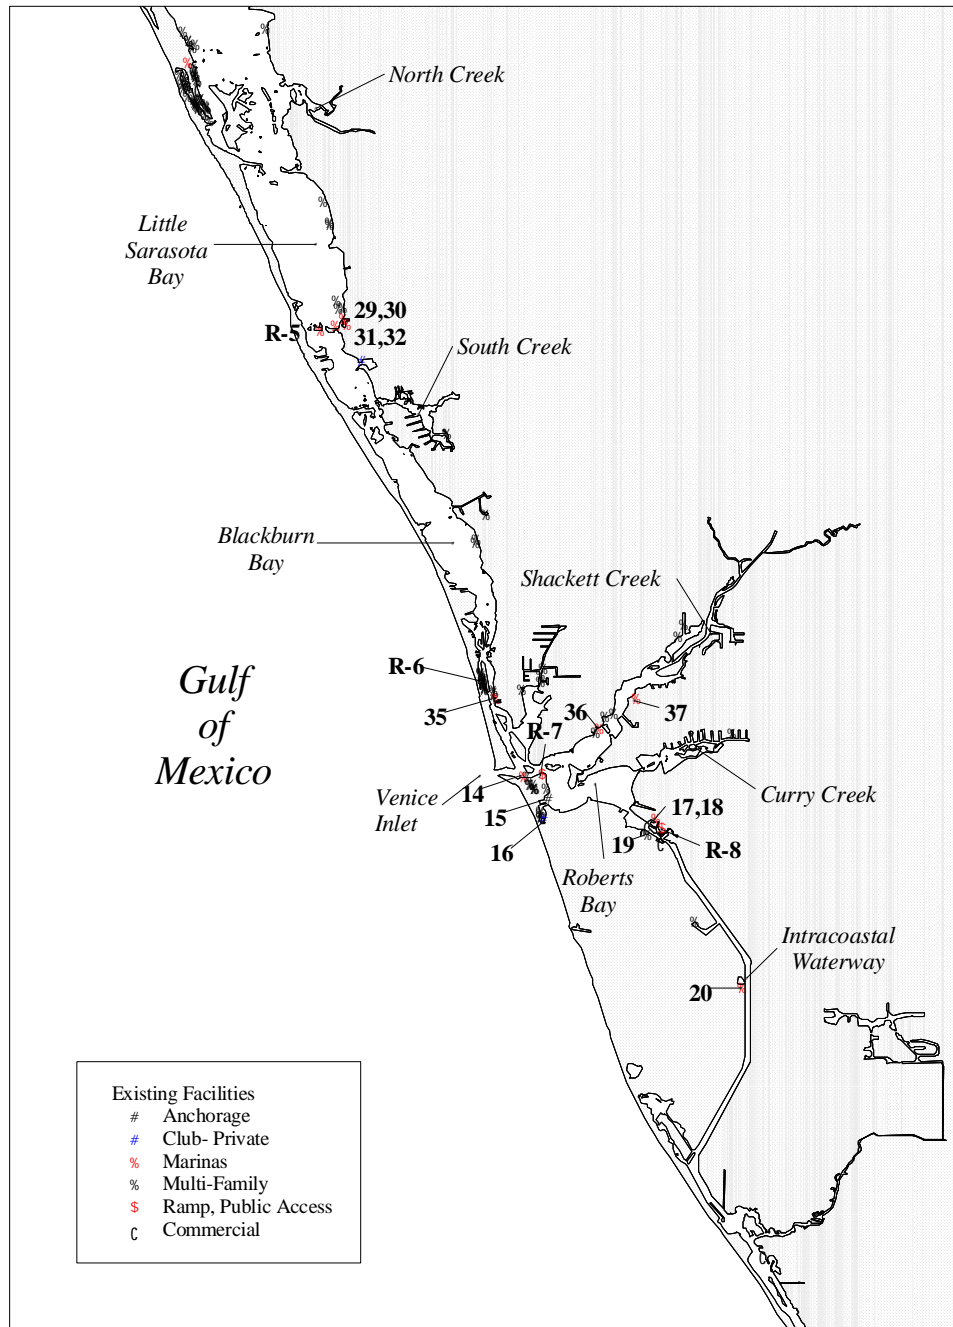 North Creek
Little
Sarasota
Bay
29,30
R-5
31,32
South Creek
Blackburn
Bay
Shackett Creek
R-6
Gulf
of
Mexico
35
36
37
R-7
Venice
Inlet
14
15
16
Curry Creek
17,18
19
R-8
Roberts
Bay
Intracoastal
Waterway
20
Existing Facilities
# Anchorage
# Club- Private
% Marinas
% Multi-Family
$ Ramp, Public Access
C Commercial